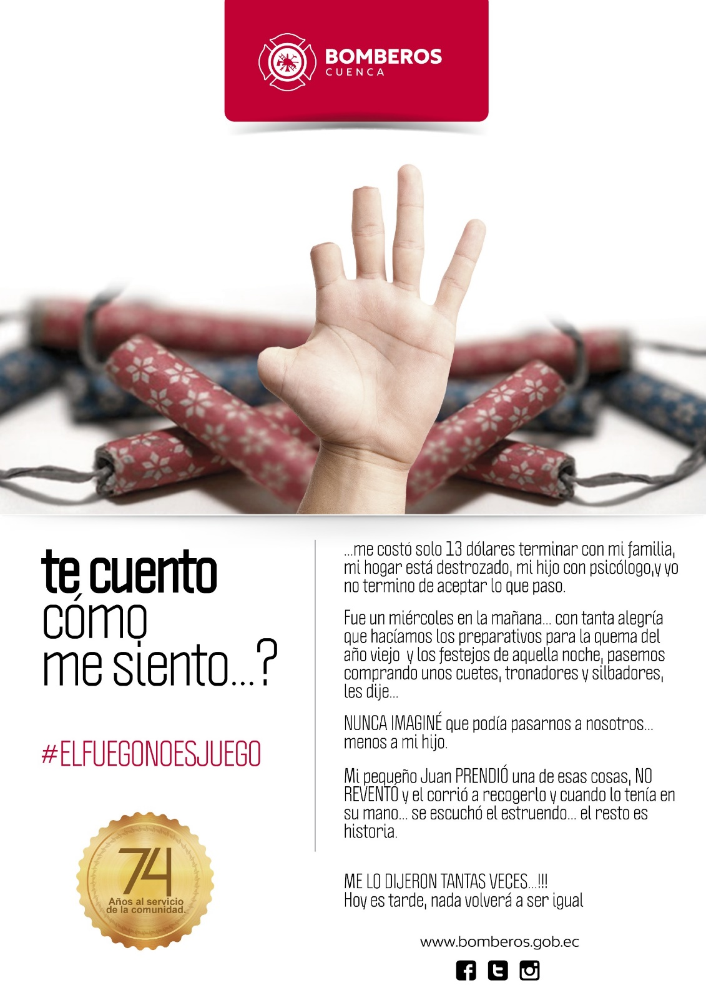 BOMBEROS
CUENCA
te cuento
cómo
me siento...?
#ELFUEGONOESJUEGO
74
Años al servicio
de la comunidad.
...me costó solo 13 dólares terminar con mi familia,
mi hogar está destrozado, mi hijo con psicólogo,y yo
no termino de aceptar lo que paso.
Fue un miércoles en la mañana... con tanta alegría
que hacíamos los preparativos para la quema del
año viejo y los festejos de aquella noche, pasemos
comprando unos cuetes, tronadores y silbadores,
les dije...
NUNCA IMAGINÉ que podía pasarnos a nosotros...
menos a mi hijo.
Mi pequeño Juan PRENDIÓ una de esas cosas, NO
REVENTÓ y el corrió a recogerlo y cuando lo tenía en
su mano... se escuchó el estruendo... el resto es
historia.
ME LO DIJERON TANTAS VECES...!!!
Hoy es tarde, nada volverá a ser igual
www.bomberos.gob.ec